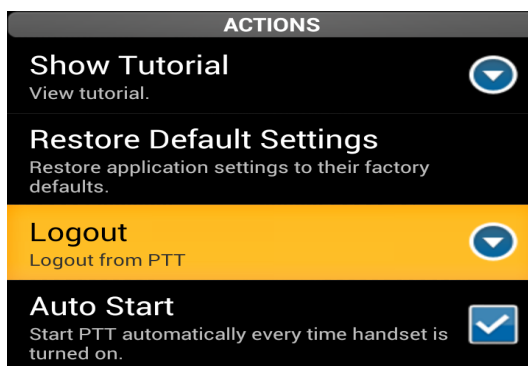 ACTIONS
Show Tutorial
View tutorial.
Restore Default Settings
Restore application settings to their factory
defaults.
Logout
Logout from PTT
Auto Start
Start PTT automatically every time handset is
turned on.